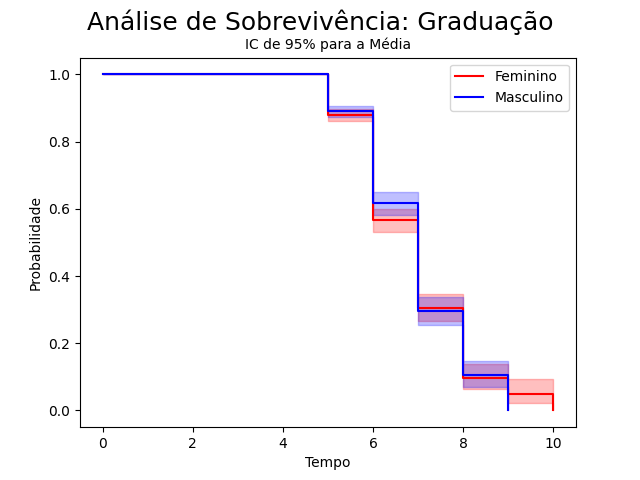 Análise de Sobrevivência: Graduação
IC de 95% para a Média
Feminino
Masculino
Probabilidade
1.0
0.8
0.6
0.4
0.2
0.0
0
2
4
6
8
10
Tempo